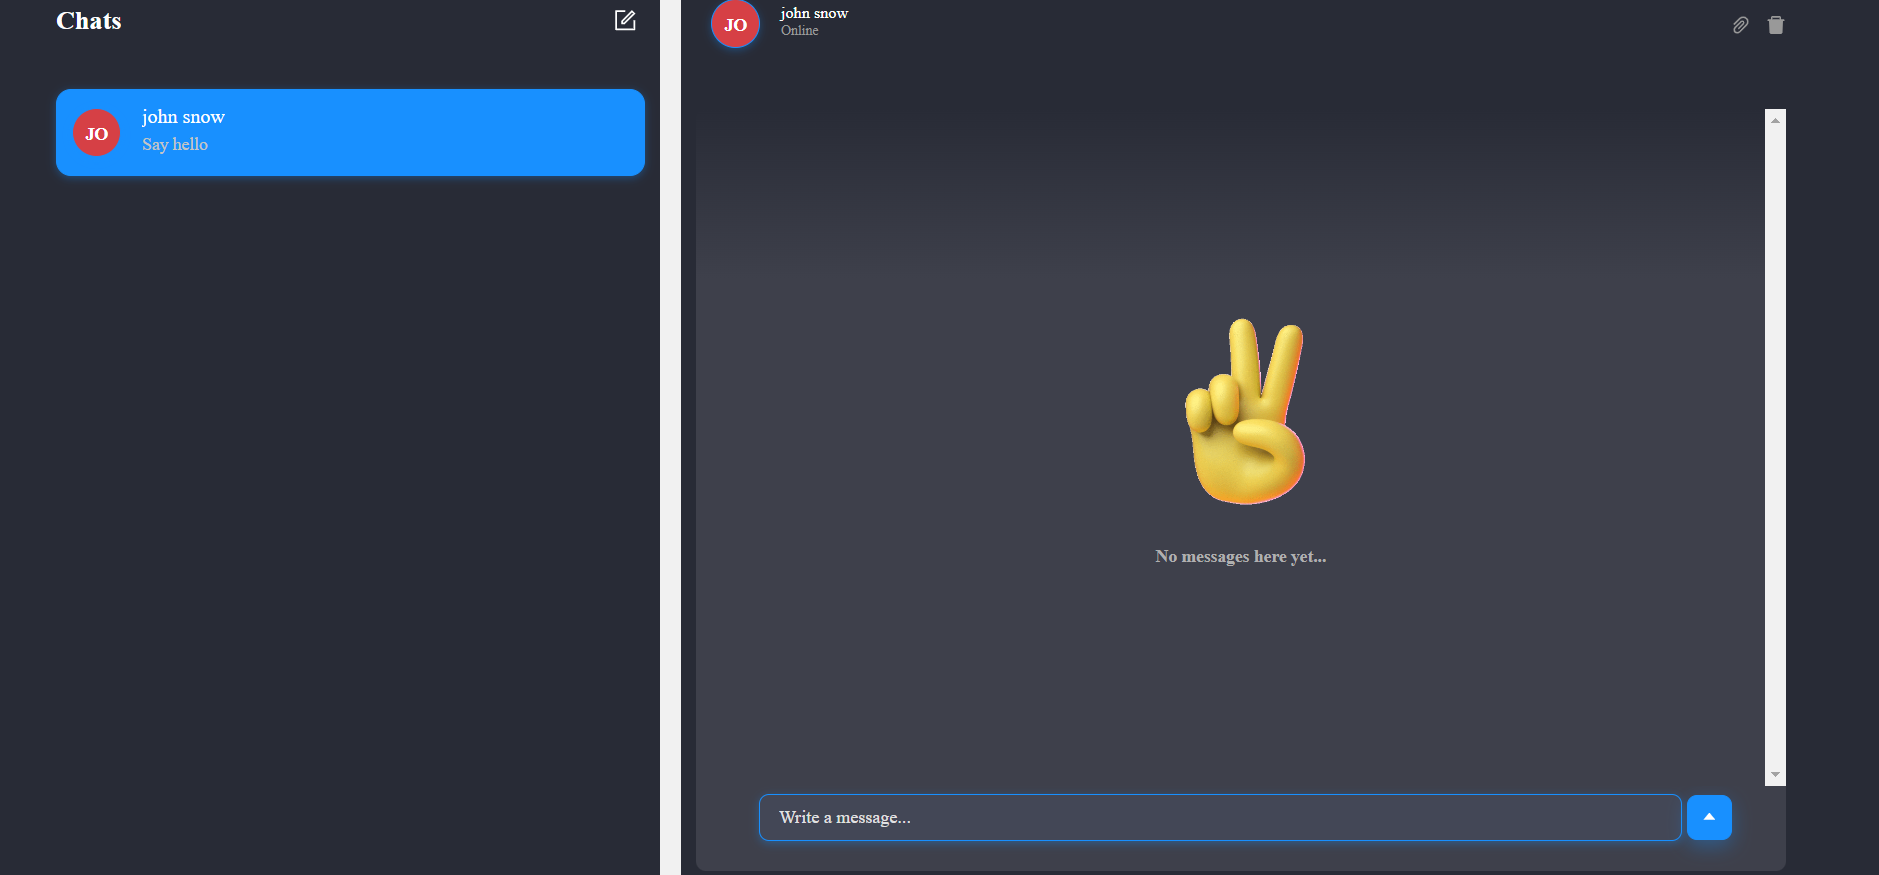 Chats
JO
john snow
Say hello
JO
john snow
Online
No messages here yet...
Write a message...